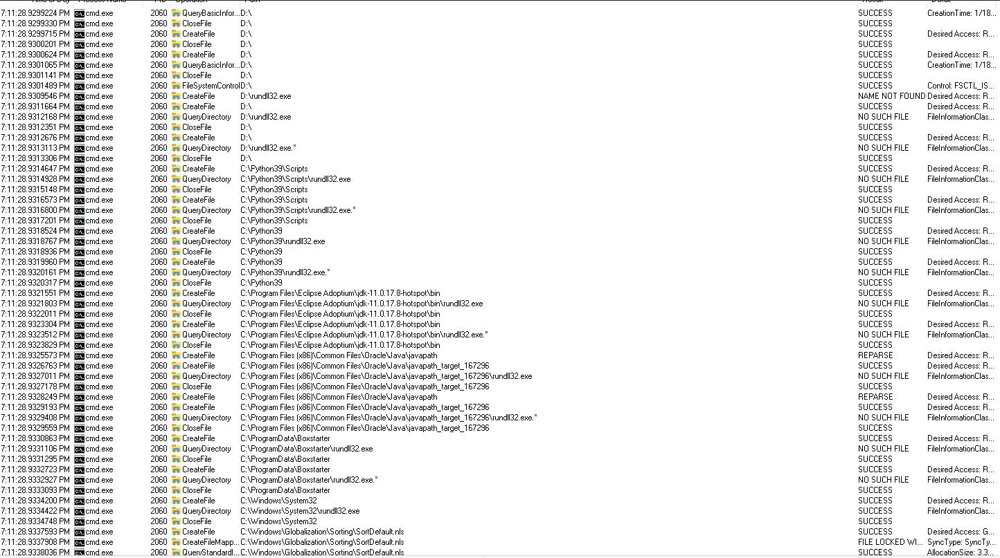 Time of Day Process Name PID Operation Path Result Detail
7:11:28.9299224 PM cmd.exe 2060 QueryBasicInfor... D:\ SUCCESS CreationTime: 1/18...
7:11:28.9299330 PM cmd.exe 2060 CloseFile D:\ SUCCESS
7:11:28.9299715 PM cmd.exe 2060 CreateFile D:\ SUCCESS Desired Access: R...
7:11:28.9300201 PM cmd.exe 2060 CloseFile D:\ SUCCESS
7:11:28.9300624 PM cmd.exe 2060 CreateFile D:\ SUCCESS Desired Access: R...
7:11:28.9301065 PM cmd.exe 2060 QueryBasicInfor... D:\ SUCCESS CreationTime: 1/18...
7:11:28.9301141 PM cmd.exe 2060 CloseFile D:\ SUCCESS
7:11:28.9301489 PM cmd.exe 2060 FileSystemControl D:\ SUCCESS Control: FSCTL_IS...
7:11:28.9309546 PM cmd.exe 2060 CreateFile D:\rundll32.exe NAME NOT FOUND Desired Access: R...
7:11:28.9311664 PM cmd.exe 2060 CreateFile D:\ SUCCESS Desired Access: R...
7:11:28.9312168 PM cmd.exe 2060 QueryDirectory D:\rundll32.exe NO SUCH FILE FileInformationClas...
7:11:28.9312351 PM cmd.exe 2060 CloseFile D:\ SUCCESS
7:11:28.9312676 PM cmd.exe 2060 CreateFile D:\ SUCCESS Desired Access: R...
7:11:28.9313113 PM cmd.exe 2060 QueryDirectory D:\rundll32.exe.* NO SUCH FILE FileInformationClas...
7:11:28.9313306 PM cmd.exe 2060 CloseFile D:\ SUCCESS
7:11:28.9314647 PM cmd.exe 2060 CreateFile C:\Python39\Scripts SUCCESS Desired Access: R...
7:11:28.9314928 PM cmd.exe 2060 QueryDirectory C:\Python39\Scripts\rundll32.exe NO SUCH FILE FileInformationClas...
7:11:28.9315148 PM cmd.exe 2060 CloseFile C:\Python39\Scripts SUCCESS
7:11:28.9316573 PM cmd.exe 2060 CreateFile C:\Python39\Scripts SUCCESS Desired Access: R...
7:11:28.9316800 PM cmd.exe 2060 QueryDirectory C:\Python39\Scripts\rundll32.exe.* NO SUCH FILE FileInformationClas...
7:11:28.9317201 PM cmd.exe 2060 CloseFile C:\Python39\Scripts SUCCESS
7:11:28.9318524 PM cmd.exe 2060 CreateFile C:\Python39 SUCCESS Desired Access: R...
7:11:28.9318767 PM cmd.exe 2060 QueryDirectory C:\Python39\rundll32.exe NO SUCH FILE FileInformationClas...
7:11:28.9318936 PM cmd.exe 2060 CloseFile C:\Python39 SUCCESS
7:11:28.9319960 PM cmd.exe 2060 CreateFile C:\Python39 SUCCESS Desired Access: R...
7:11:28.9320161 PM cmd.exe 2060 QueryDirectory C:\Python39\rundll32.exe.* NO SUCH FILE FileInformationClas...
7:11:28.9320317 PM cmd.exe 2060 CloseFile C:\Python39 SUCCESS
7:11:28.9321551 PM cmd.exe 2060 CreateFile C:\Program Files\Eclipse Adoptium\jdk-11.0.17.8-hotspot\bin SUCCESS Desired Access: R...
7:11:28.9321803 PM cmd.exe 2060 QueryDirectory C:\Program Files\Eclipse Adoptium\jdk-11.0.17.8-hotspot\bin\rundll32.exe NO SUCH FILE FileInformationClas...
7:11:28.9322011 PM cmd.exe 2060 CloseFile C:\Program Files\Eclipse Adoptium\jdk-11.0.17.8-hotspot\bin SUCCESS
7:11:28.9323304 PM cmd.exe 2060 CreateFile C:\Program Files\Eclipse Adoptium\jdk-11.0.17.8-hotspot\bin SUCCESS Desired Access: R...
7:11:28.9323512 PM cmd.exe 2060 QueryDirectory C:\Program Files\Eclipse Adoptium\jdk-11.0.17.8-hotspot\bin\rundll32.exe.* NO SUCH FILE FileInformationClas...
7:11:28.9323829 PM cmd.exe 2060 CloseFile C:\Program Files\Eclipse Adoptium\jdk-11.0.17.8-hotspot\bin SUCCESS
7:11:28.9325573 PM cmd.exe 2060 CreateFile C:\Program Files (x86)\Common Files\Oracle\Java\javapath REPARSE Desired Access: R...
7:11:28.9326763 PM cmd.exe 2060 CreateFile C:\Program Files (x86)\Common Files\Oracle\Java\javapath_target_167296 SUCCESS Desired Access: R...
7:11:28.9327011 PM cmd.exe 2060 QueryDirectory C:\Program Files (x86)\Common Files\Oracle\Java\javapath_target_167296\rundll32.exe NO SUCH FILE FileInformationClas...
7:11:28.9327178 PM cmd.exe 2060 CloseFile C:\Program Files (x86)\Common Files\Oracle\Java\javapath_target_167296 SUCCESS
7:11:28.9328249 PM cmd.exe 2060 CreateFile C:\Program Files (x86)\Common Files\Oracle\Java\javapath REPARSE Desired Access: R...
7:11:28.9329193 PM cmd.exe 2060 CreateFile C:\Program Files (x86)\Common Files\Oracle\Java\javapath_target_167296 SUCCESS Desired Access: R...
7:11:28.9329408 PM cmd.exe 2060 QueryDirectory C:\Program Files (x86)\Common Files\Oracle\Java\javapath_target_167296\rundll32.exe.* NO SUCH FILE FileInformationClas...
7:11:28.9329559 PM cmd.exe 2060 CloseFile C:\Program Files (x86)\Common Files\Oracle\Java\javapath_target_167296 SUCCESS
7:11:28.9330863 PM cmd.exe 2060 CreateFile C:\ProgramData\Boxstarter SUCCESS Desired Access: R...
7:11:28.9331106 PM cmd.exe 2060 QueryDirectory C:\ProgramData\Boxstarter\rundll32.exe NO SUCH FILE FileInformationClas...
7:11:28.9331295 PM cmd.exe 2060 CloseFile C:\ProgramData\Boxstarter SUCCESS
7:11:28.9332723 PM cmd.exe 2060 CreateFile C:\ProgramData\Boxstarter SUCCESS Desired Access: R...
7:11:28.9332927 PM cmd.exe 2060 QueryDirectory C:\ProgramData\Boxstarter\rundll32.exe.* NO SUCH FILE FileInformationClas...
7:11:28.9333093 PM cmd.exe 2060 CloseFile C:\ProgramData\Boxstarter SUCCESS
7:11:28.9334200 PM cmd.exe 2060 CreateFile C:\Windows\System32 SUCCESS Desired Access: R...
7:11:28.9334422 PM cmd.exe 2060 QueryDirectory C:\Windows\System32\rundll32.exe SUCCESS FileInformationClas...
7:11:28.9334748 PM cmd.exe 2060 CloseFile C:\Windows\System32 SUCCESS
7:11:28.9337593 PM cmd.exe 2060 CreateFile C:\Windows\Globalization\Sorting\SortDefault.nls SUCCESS Desired Access: G...
7:11:28.9337908 PM cmd.exe 2060 CreateFileMapp... C:\Windows\Globalization\Sorting\SortDefault.nls FILE LOCKED WI... SyncType: SyncTy...
7:11:28.9338036 PM cmd.exe 2060 QueryStandardI... C:\Windows\Globalization\Sorting\SortDefault.nls SUCCESS AllocationSize: 3.3...